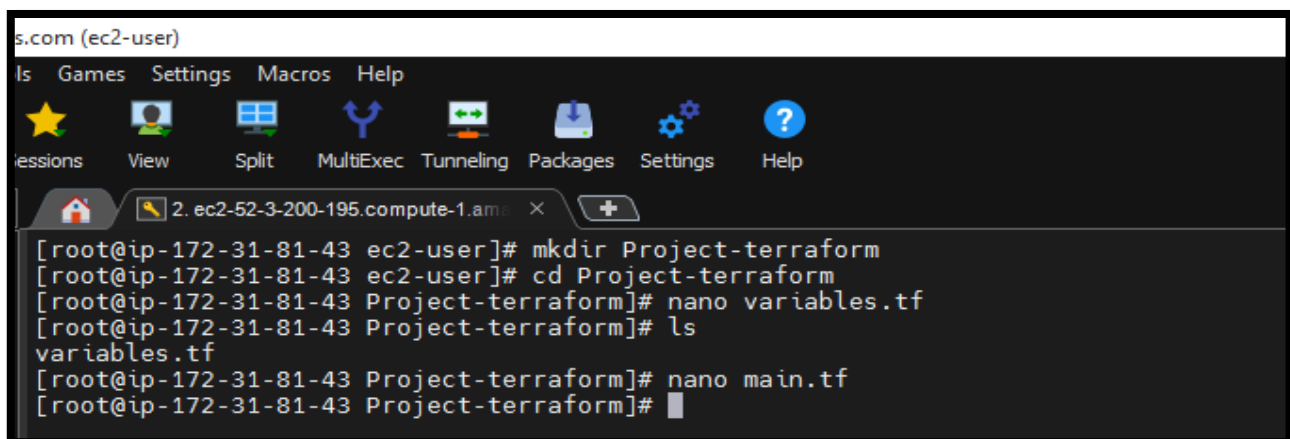 s.com (ec2-user)
ls Games Settings Macros Help
essions View Split MultiExec Tunneling Packages Settings Help
2. ec2-52-3-200-195.compute-1.ama
[root@ip-172-31-81-43 ec2-user]# mkdir Project-terraform
[root@ip-172-31-81-43 ec2-user]# cd Project-terraform
[root@ip-172-31-81-43 Project-terraform]# nano variables.tf
[root@ip-172-31-81-43 Project-terraform]# ls
variables.tf
[root@ip-172-31-81-43 Project-terraform]# nano main.tf
[root@ip-172-31-81-43 Project-terraform]#